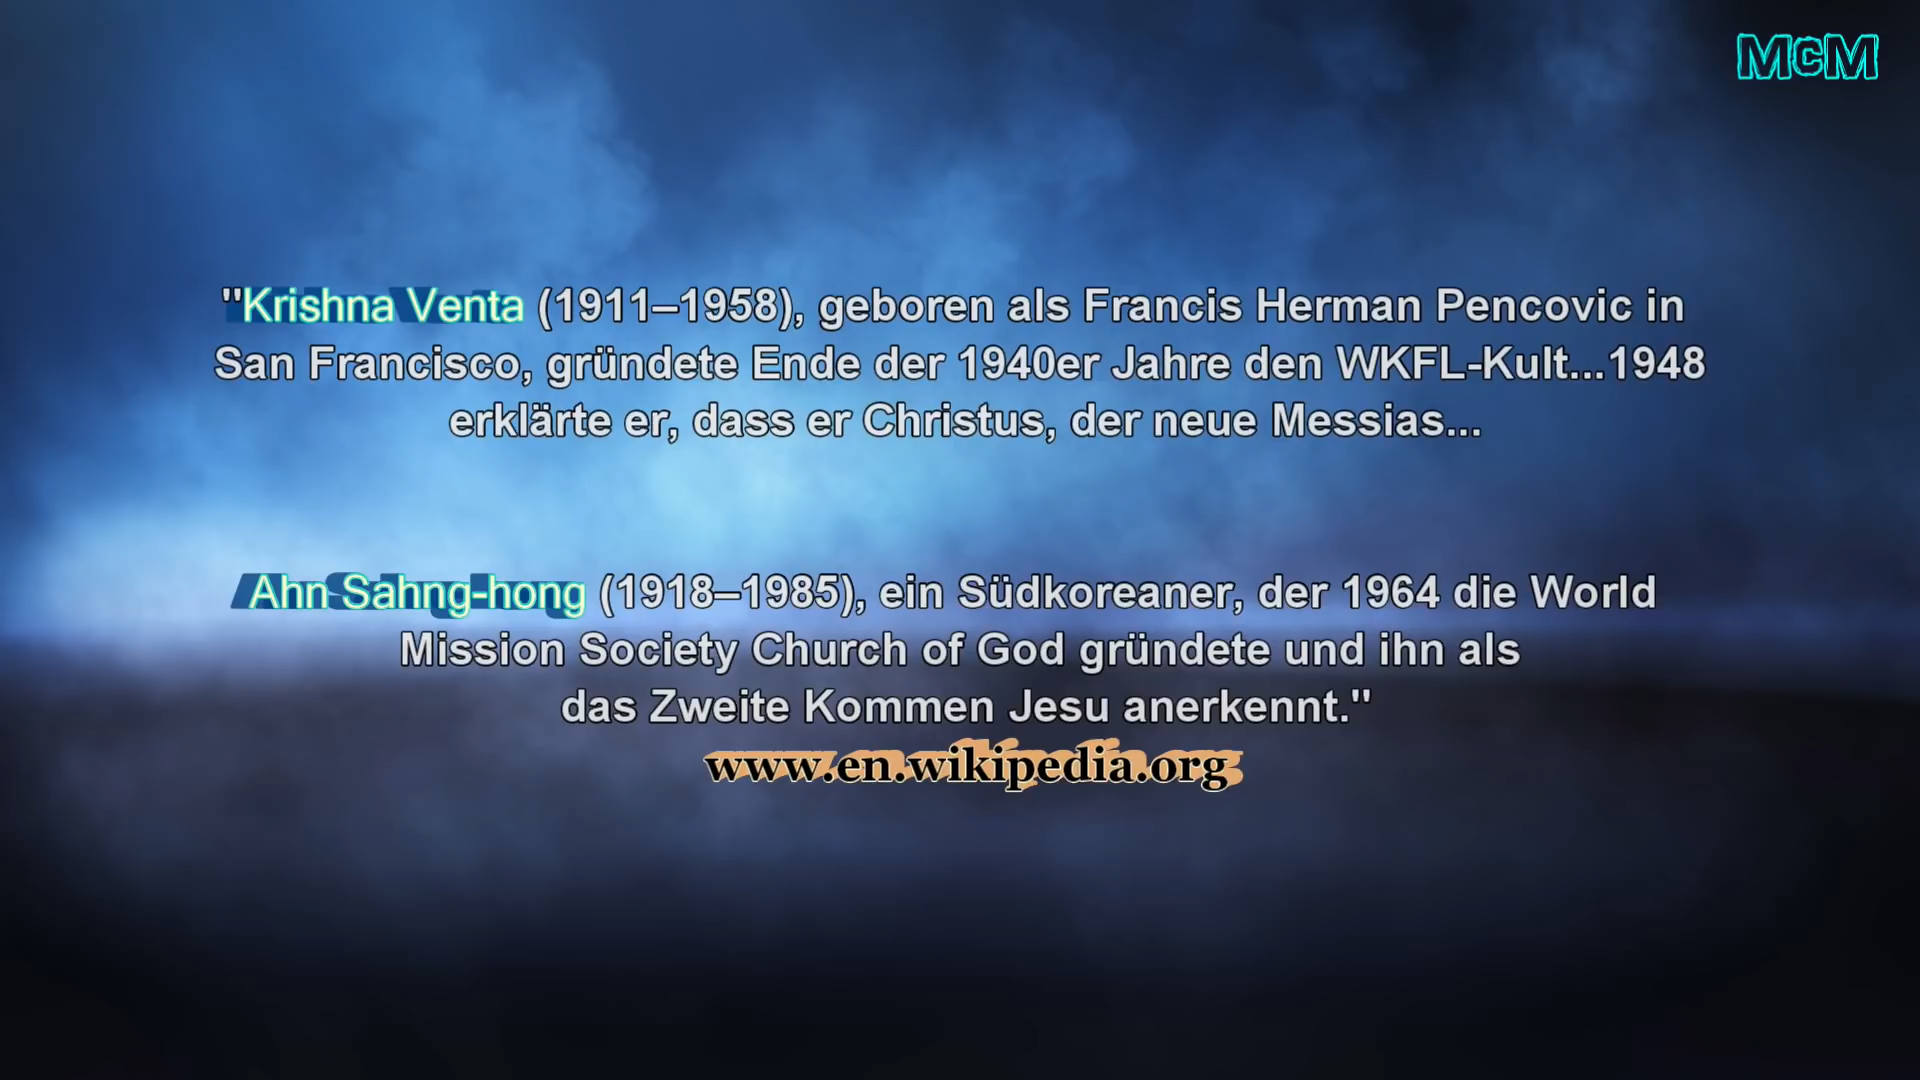 McM
"Krishna Venta (1911–1958), geboren als Francis Herman Pencovic in
San Francisco, gründete Ende der 1940er Jahre den WKFL-Kult...1948
erklärte er, dass er Christus, der neue Messias...
Ahn Sahng-hong (1918–1985), ein Südkoreaner, der 1964 die World
Mission Society Church of God gründete und ihn als
das Zweite Kommen Jesu anerkennt."
www.en.wikipedia.org